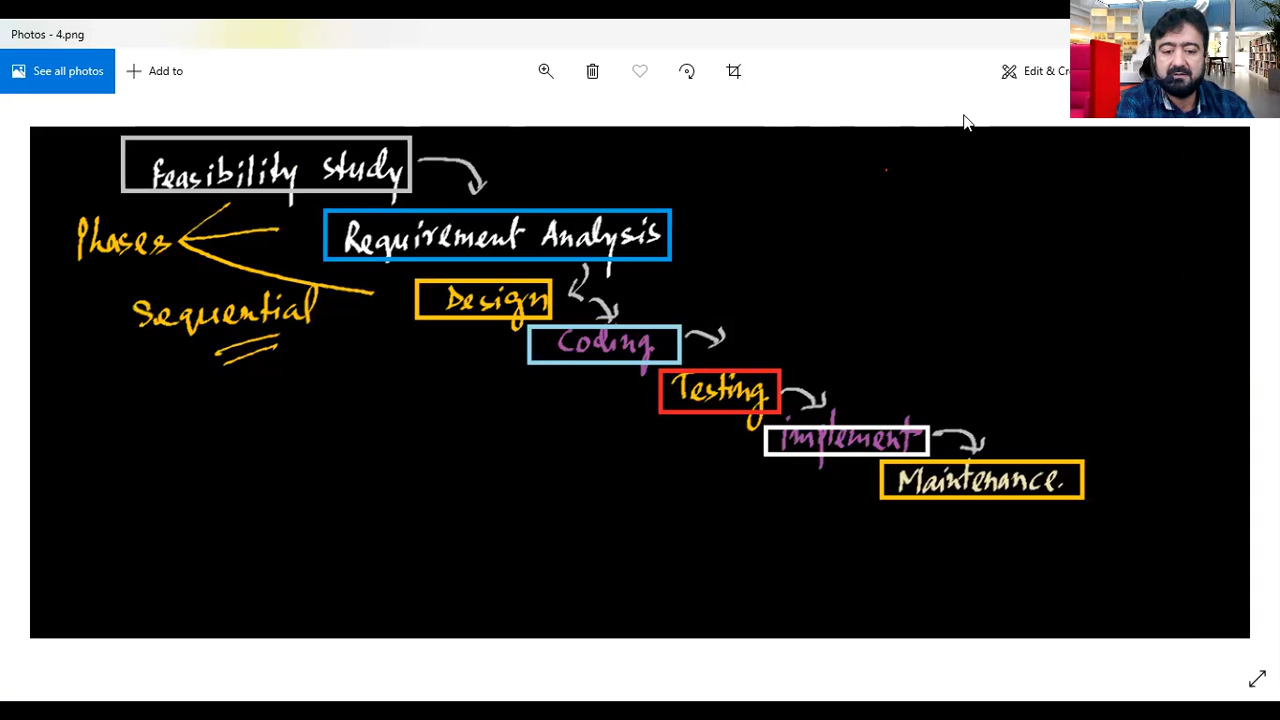 Photos - 4.png
See all photos
Add to
Edit & Cr
Feasibility study
Phases
Requirement Analysis
Sequential
Design
Coding
Testing
implement
Maintenance.